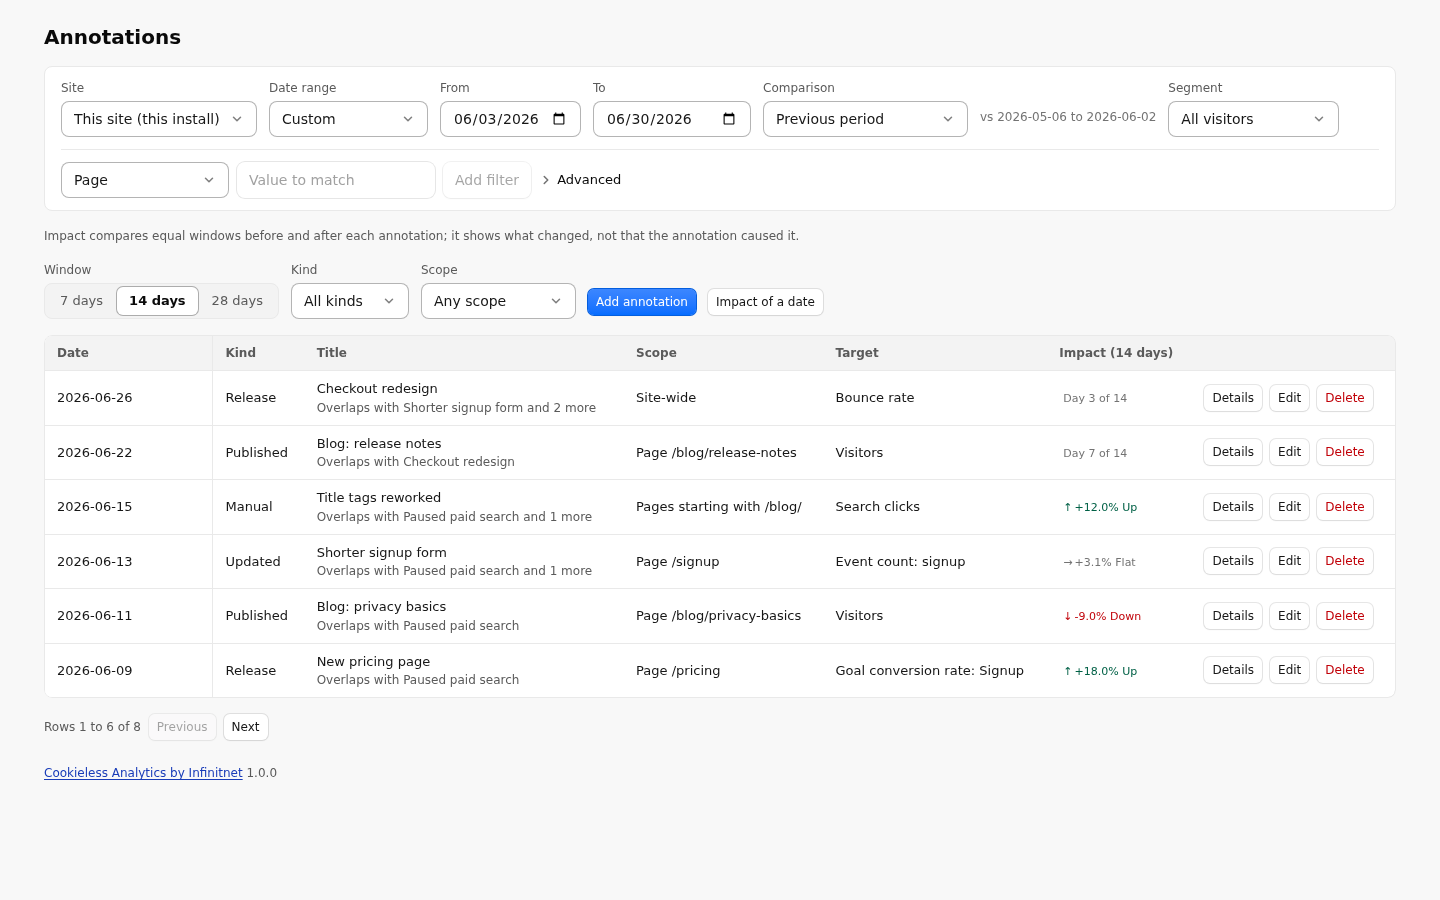 Annotations
Site Date range From To Comparison Segment
This site (this install) Custom 06/03/2026 06/30/2026 Previous period vs 2026-05-06 to 2026-06-02 All visitors
Page Value to match Add filter Advanced
Impact compares equal windows before and after each annotation; it shows what changed, not that the annotation caused it.
Window Kind Scope
7 days 14 days 28 days All kinds Any scope Add annotation Impact of a date
Date Kind Title Scope Target Impact (14 days)
2026-06-26 Release Checkout redesign Site-wide Bounce rate Day 3 of 14 Details Edit Delete
Overlaps with Shorter signup form and 2 more
2026-06-22 Published Blog: release notes Page /blog/release-notes Visitors Day 7 of 14 Details Edit Delete
Overlaps with Checkout redesign
2026-06-15 Manual Title tags reworked Pages starting with /blog/ Search clicks ↑ +12.0% Up Details Edit Delete
Overlaps with Paused paid search and 1 more
2026-06-13 Updated Shorter signup form Page /signup Event count: signup → +3.1% Flat Details Edit Delete
Overlaps with Paused paid search and 1 more
2026-06-11 Published Blog: privacy basics Page /blog/privacy-basics Visitors ↓ -9.0% Down Details Edit Delete
Overlaps with Paused paid search
2026-06-09 Release New pricing page Page /pricing Goal conversion rate: Signup ↑ +18.0% Up Details Edit Delete
Overlaps with Paused paid search
Rows 1 to 6 of 8 Previous Next
Cookieless Analytics by Infinitnet 1.0.0